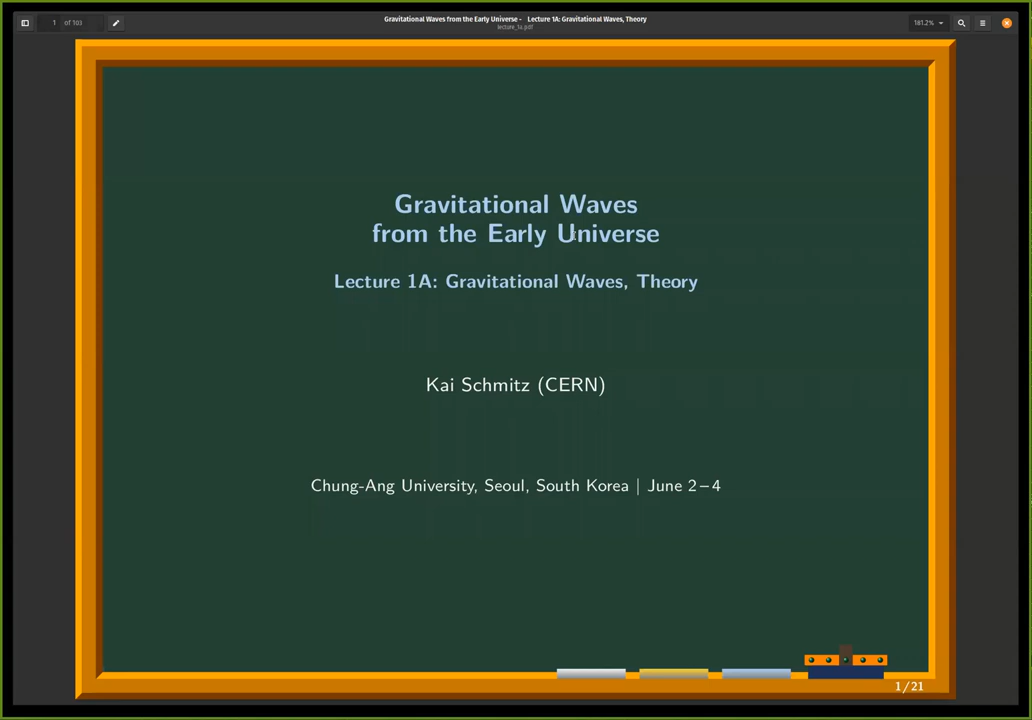 1 of 103
Gravitational Waves from the Early Universe - Lecture 1A: Gravitational Waves, Theory
lecture_1a.pdf
181.2%
Gravitational Waves
from the Early Universe
Lecture 1A: Gravitational Waves, Theory
Kai Schmitz (CERN)
Chung-Ang University, Seoul, South Korea | June 2–4
1/21